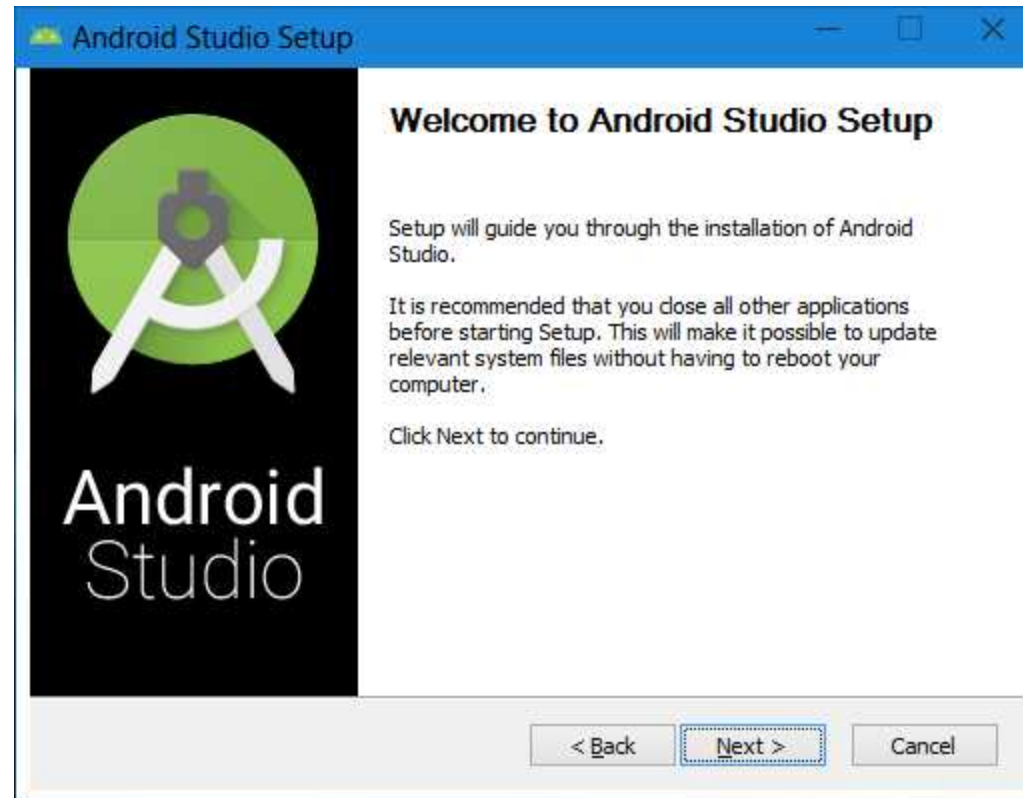 Android Studio Setup
Welcome to Android Studio Setup
Setup will guide you through the installation of Android
Studio.
It is recommended that you close all other applications
before starting Setup. This will make it possible to update
relevant system files without having to reboot your
computer.
Click Next to continue.
Android
Studio
< Back
Next >
Cancel